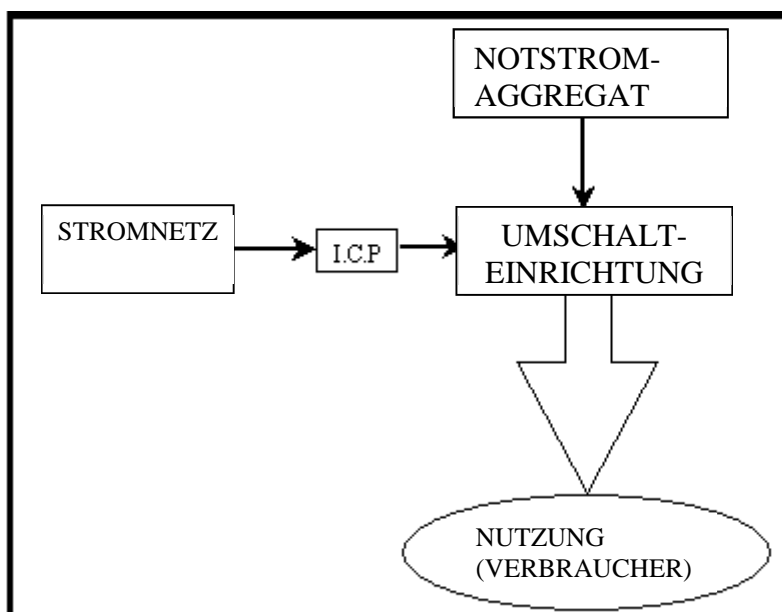 NOTSTROM-
AGGREGAT
STROMNETZ
I.C.P
UMSCHALT-
EINRICHTUNG
NUTZUNG
(VERBRAUCHER)